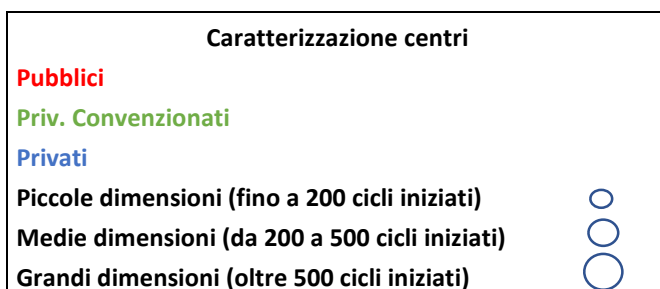 Caratterizzazione centri
Pubblici
Priv. Convenzionati
Privati
Piccole dimensioni (fino a 200 cicli iniziati)
Medie dimensioni (da 200 a 500 cicli iniziati)
Grandi dimensioni (oltre 500 cicli iniziati)